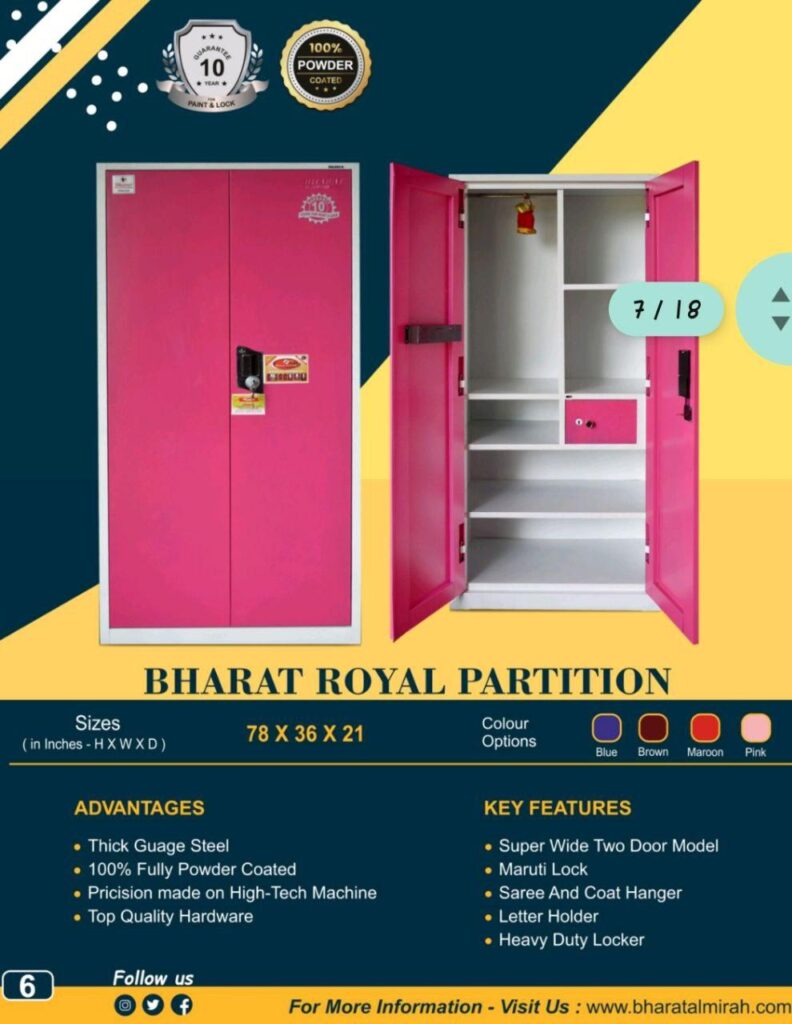 GUARANTEE
10
YEAR
FOR
PAINT & LOCK
100%
POWDER
COATED
10
7 / 18
BHARAT ROYAL PARTITION
Sizes
( in Inches - H X W X D )
78 X 36 X 21
Colour
Options
Blue
Brown
Maroon
Pink
ADVANTAGES
Thick Guage Steel
100% Fully Powder Coated
Pricision made on High-Tech Machine
Top Quality Hardware
KEY FEATURES
Super Wide Two Door Model
Maruti Lock
Saree And Coat Hanger
Letter Holder
Heavy Duty Locker
6
Follow us
For More Information - Visit Us : www.bharatalmirah.com